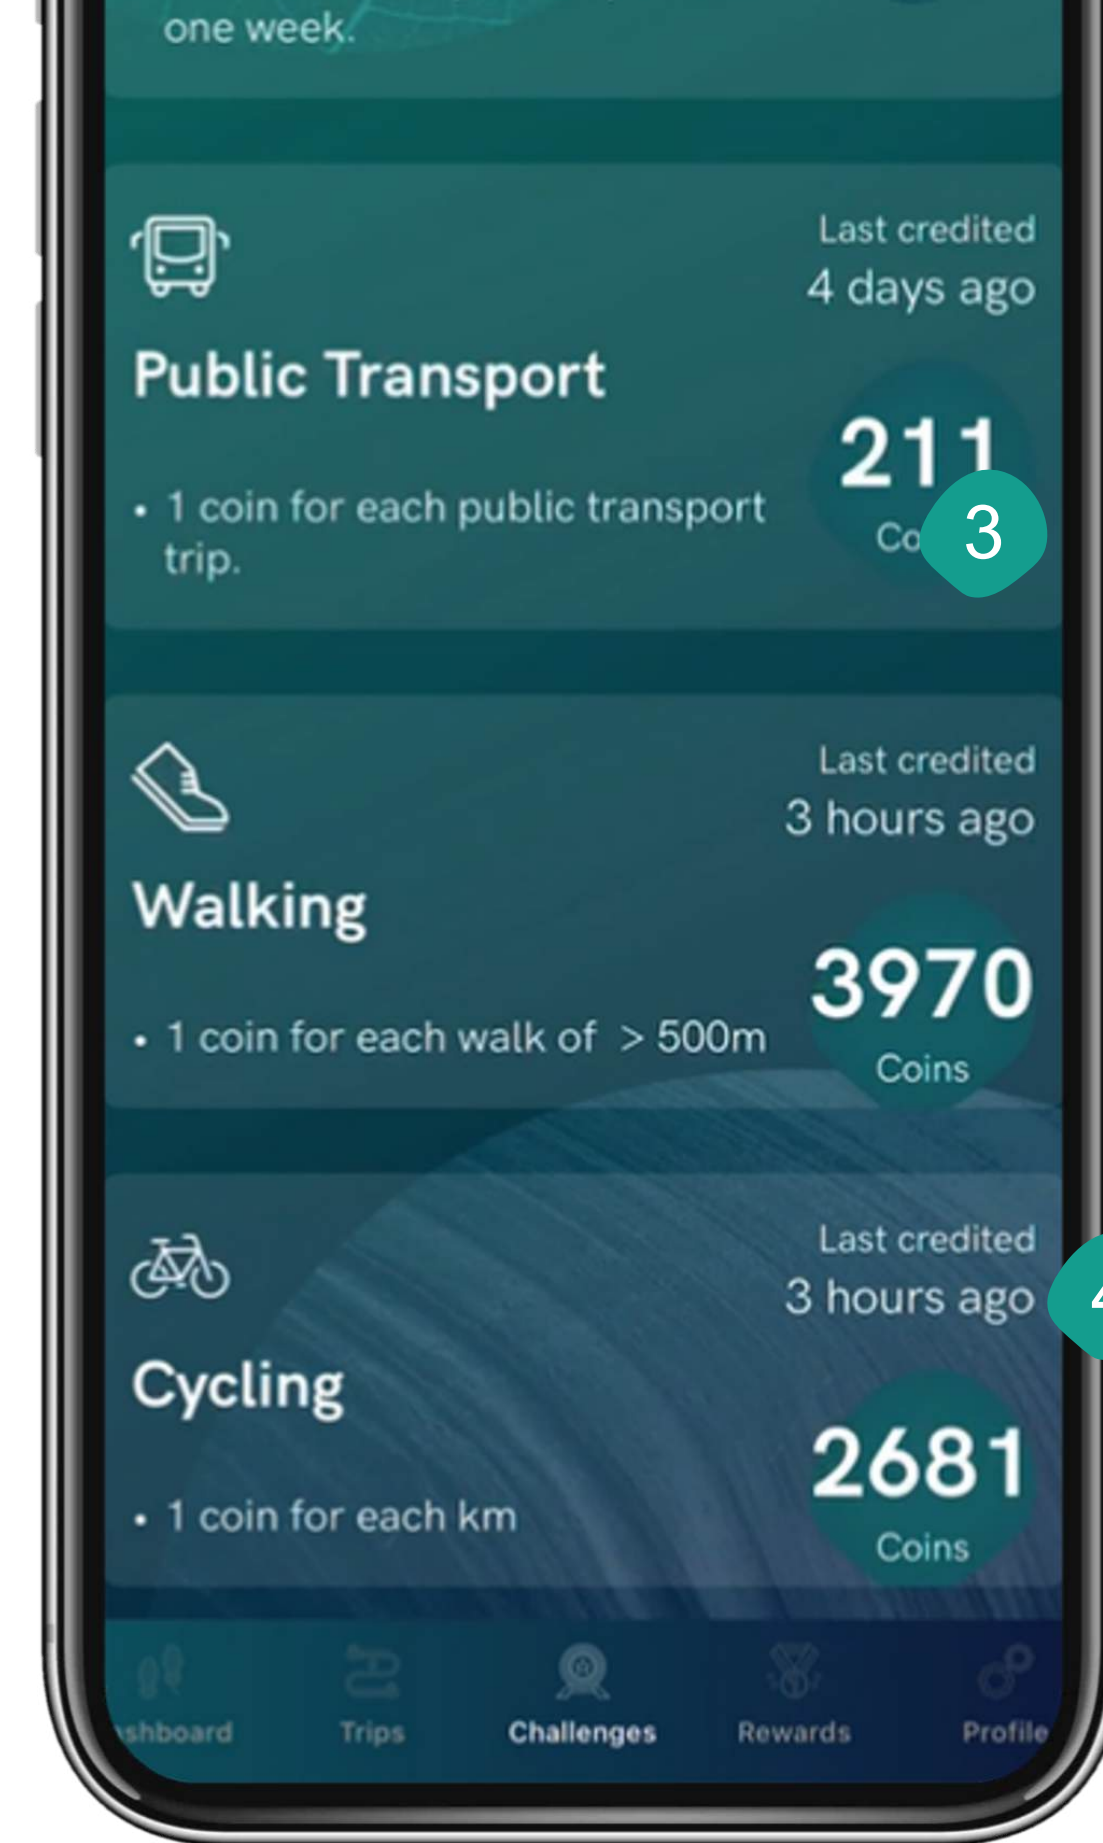 one week.
Last credited
4 days ago
Public Transport
211
• 1 coin for each public transport
trip.
3
Last credited
3 hours ago
Walking
3970
• 1 coin for each walk of > 500m
Coins
Last credited
3 hours ago
4
Cycling
2681
• 1 coin for each km
Coins
shboard Trips Challenges Rewards Profile